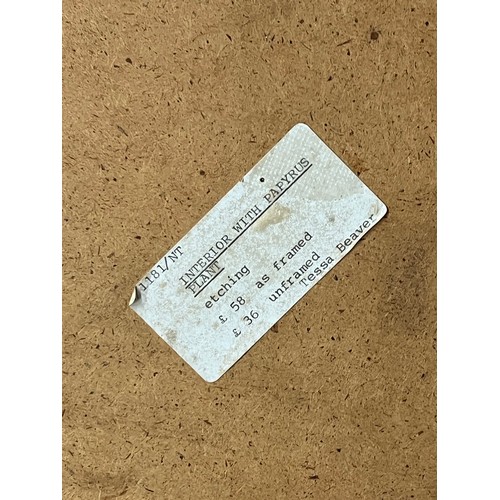 1181/NT
INTERIOR WITH PAPYRUS
PLANT
etching
£ 58 as framed
£ 36 unframed
Tessa Beaver